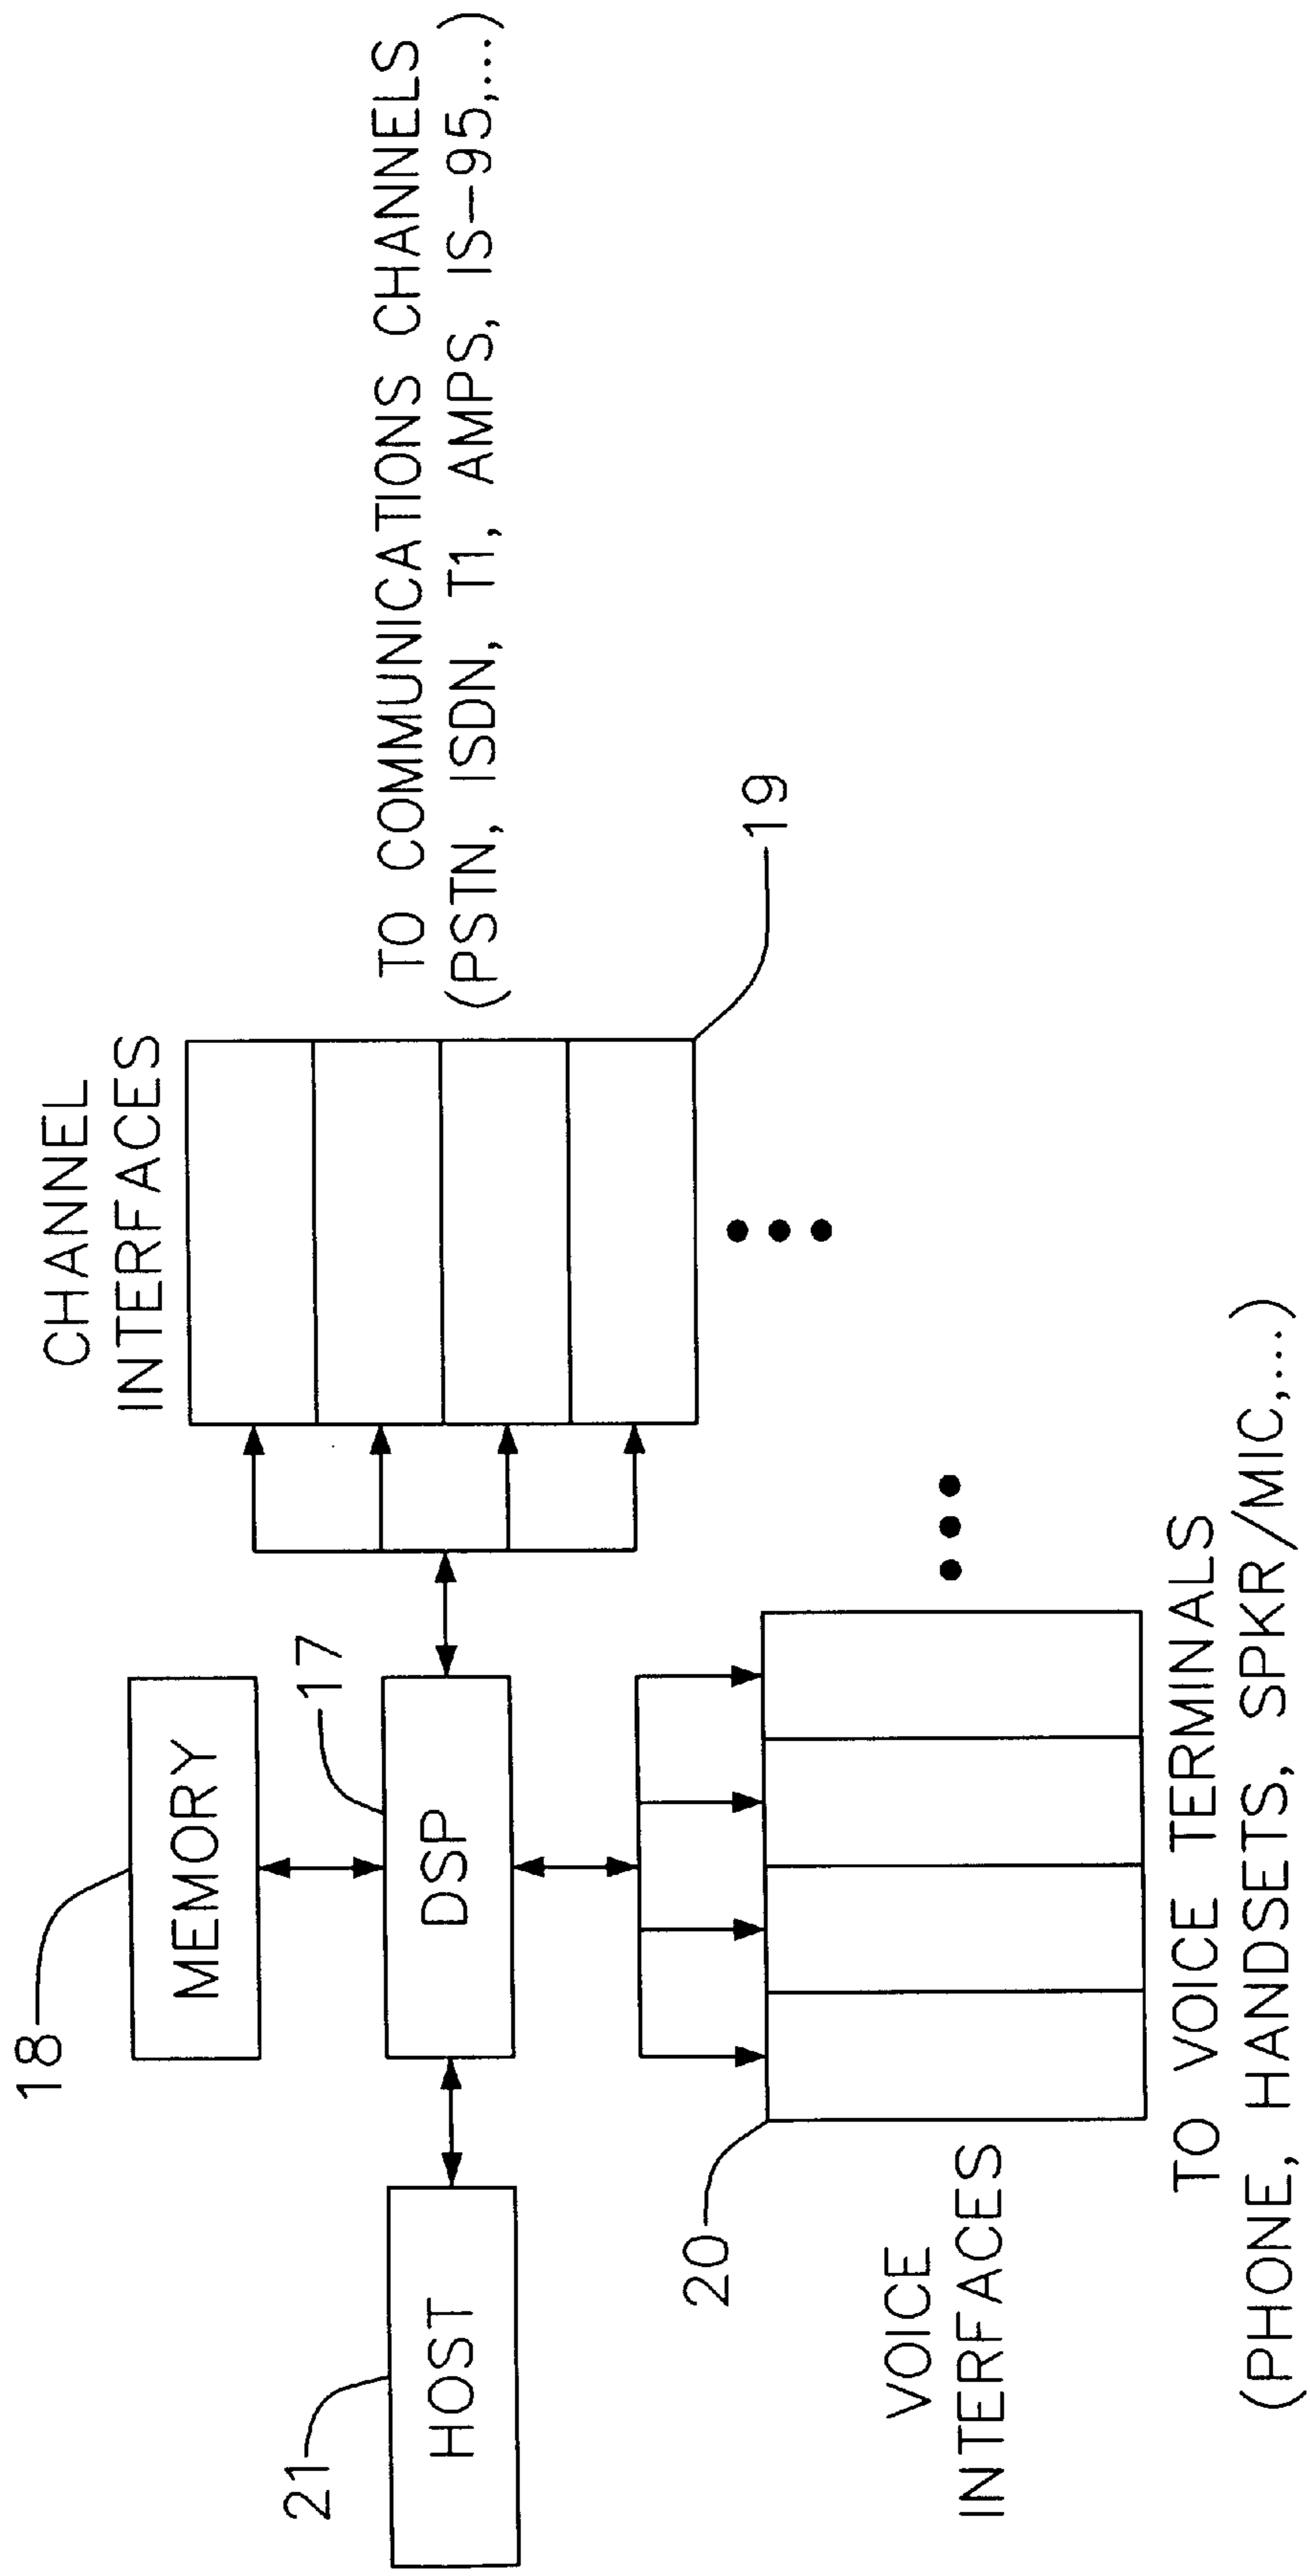 CHANNEL
INTERFACES
TO COMMUNICATIONS CHANNELS
(PSTN, ISDN, T1, AMPS, IS-95,...)
19
18
MEMORY
17
DSP
21
HOST
20
VOICE
INTERFACES
TO VOICE TERMINALS
(PHONE, HANDSETS, SPKR/MIC,...)